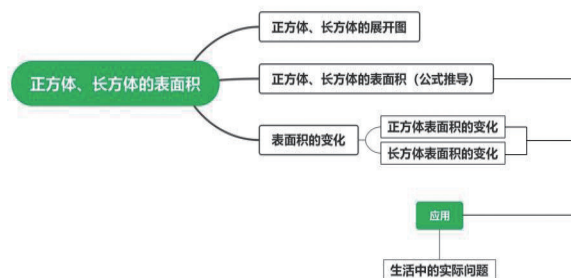 正方体、长方体的展开图
正方体、长方体的表面积
正方体、长方体的表面积（公式推导）
表面积的变化
正方体表面积的变化
长方体表面积的变化
应用
生活中的实际问题